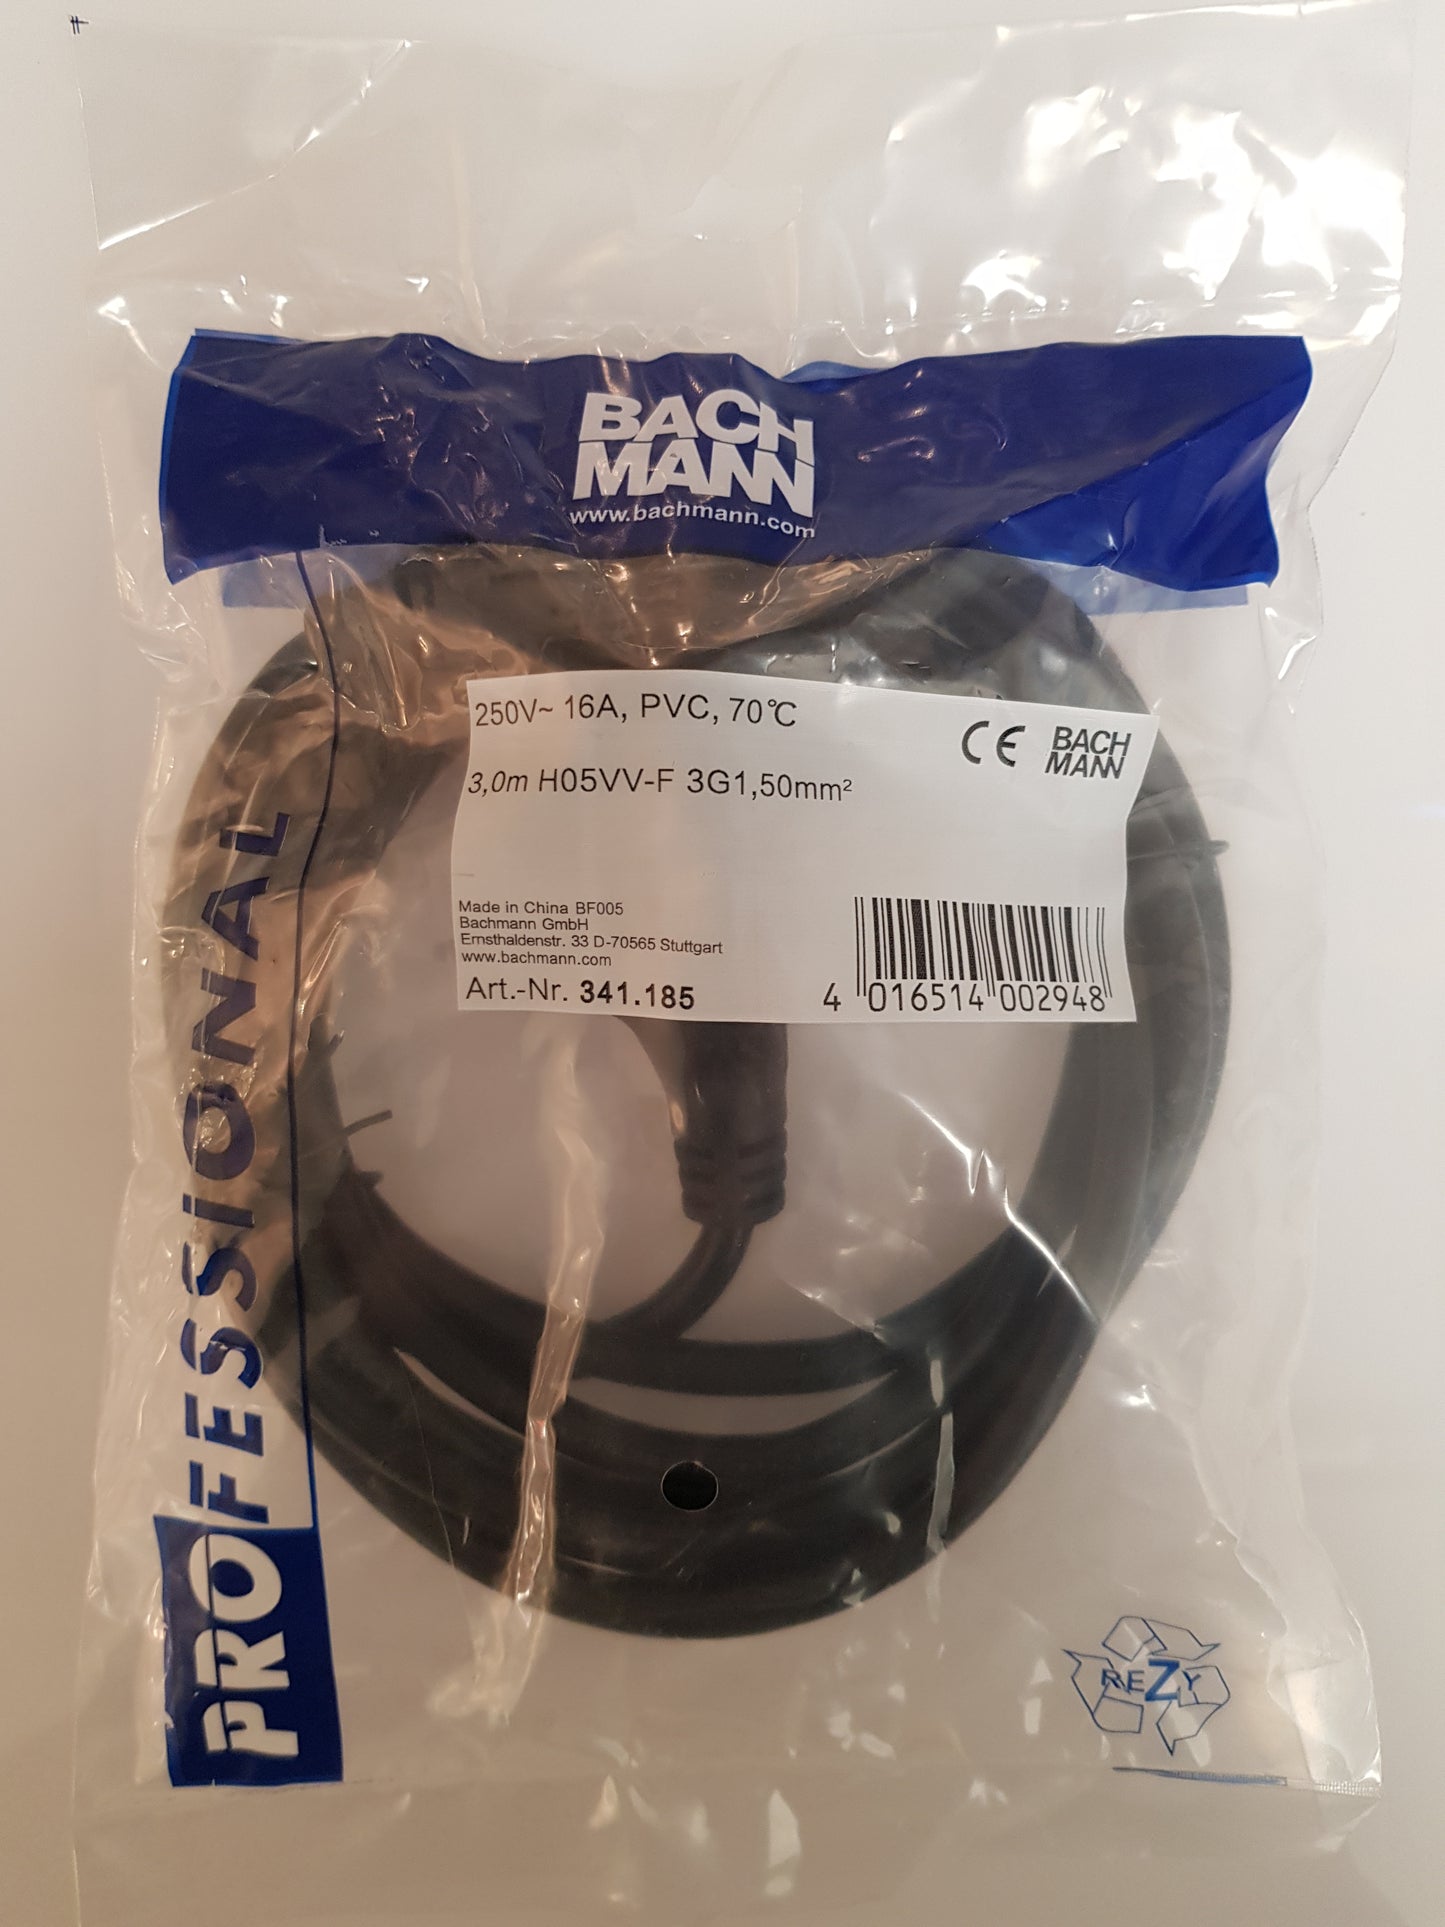 BACH
MANN
www.bachmann.com
250V~ 16A, PVC, 70°C
3,0m H05VV-F 3G1,50mm²
CE
BACH
MANN
Made in China BF005
Bachmann GmbH
Ernsthaldenstr. 33 D-70565 Stuttgart
www.bachmann.com
Art.-Nr. 341.185
4 016514 002948
PROFESSiONAL
REZY